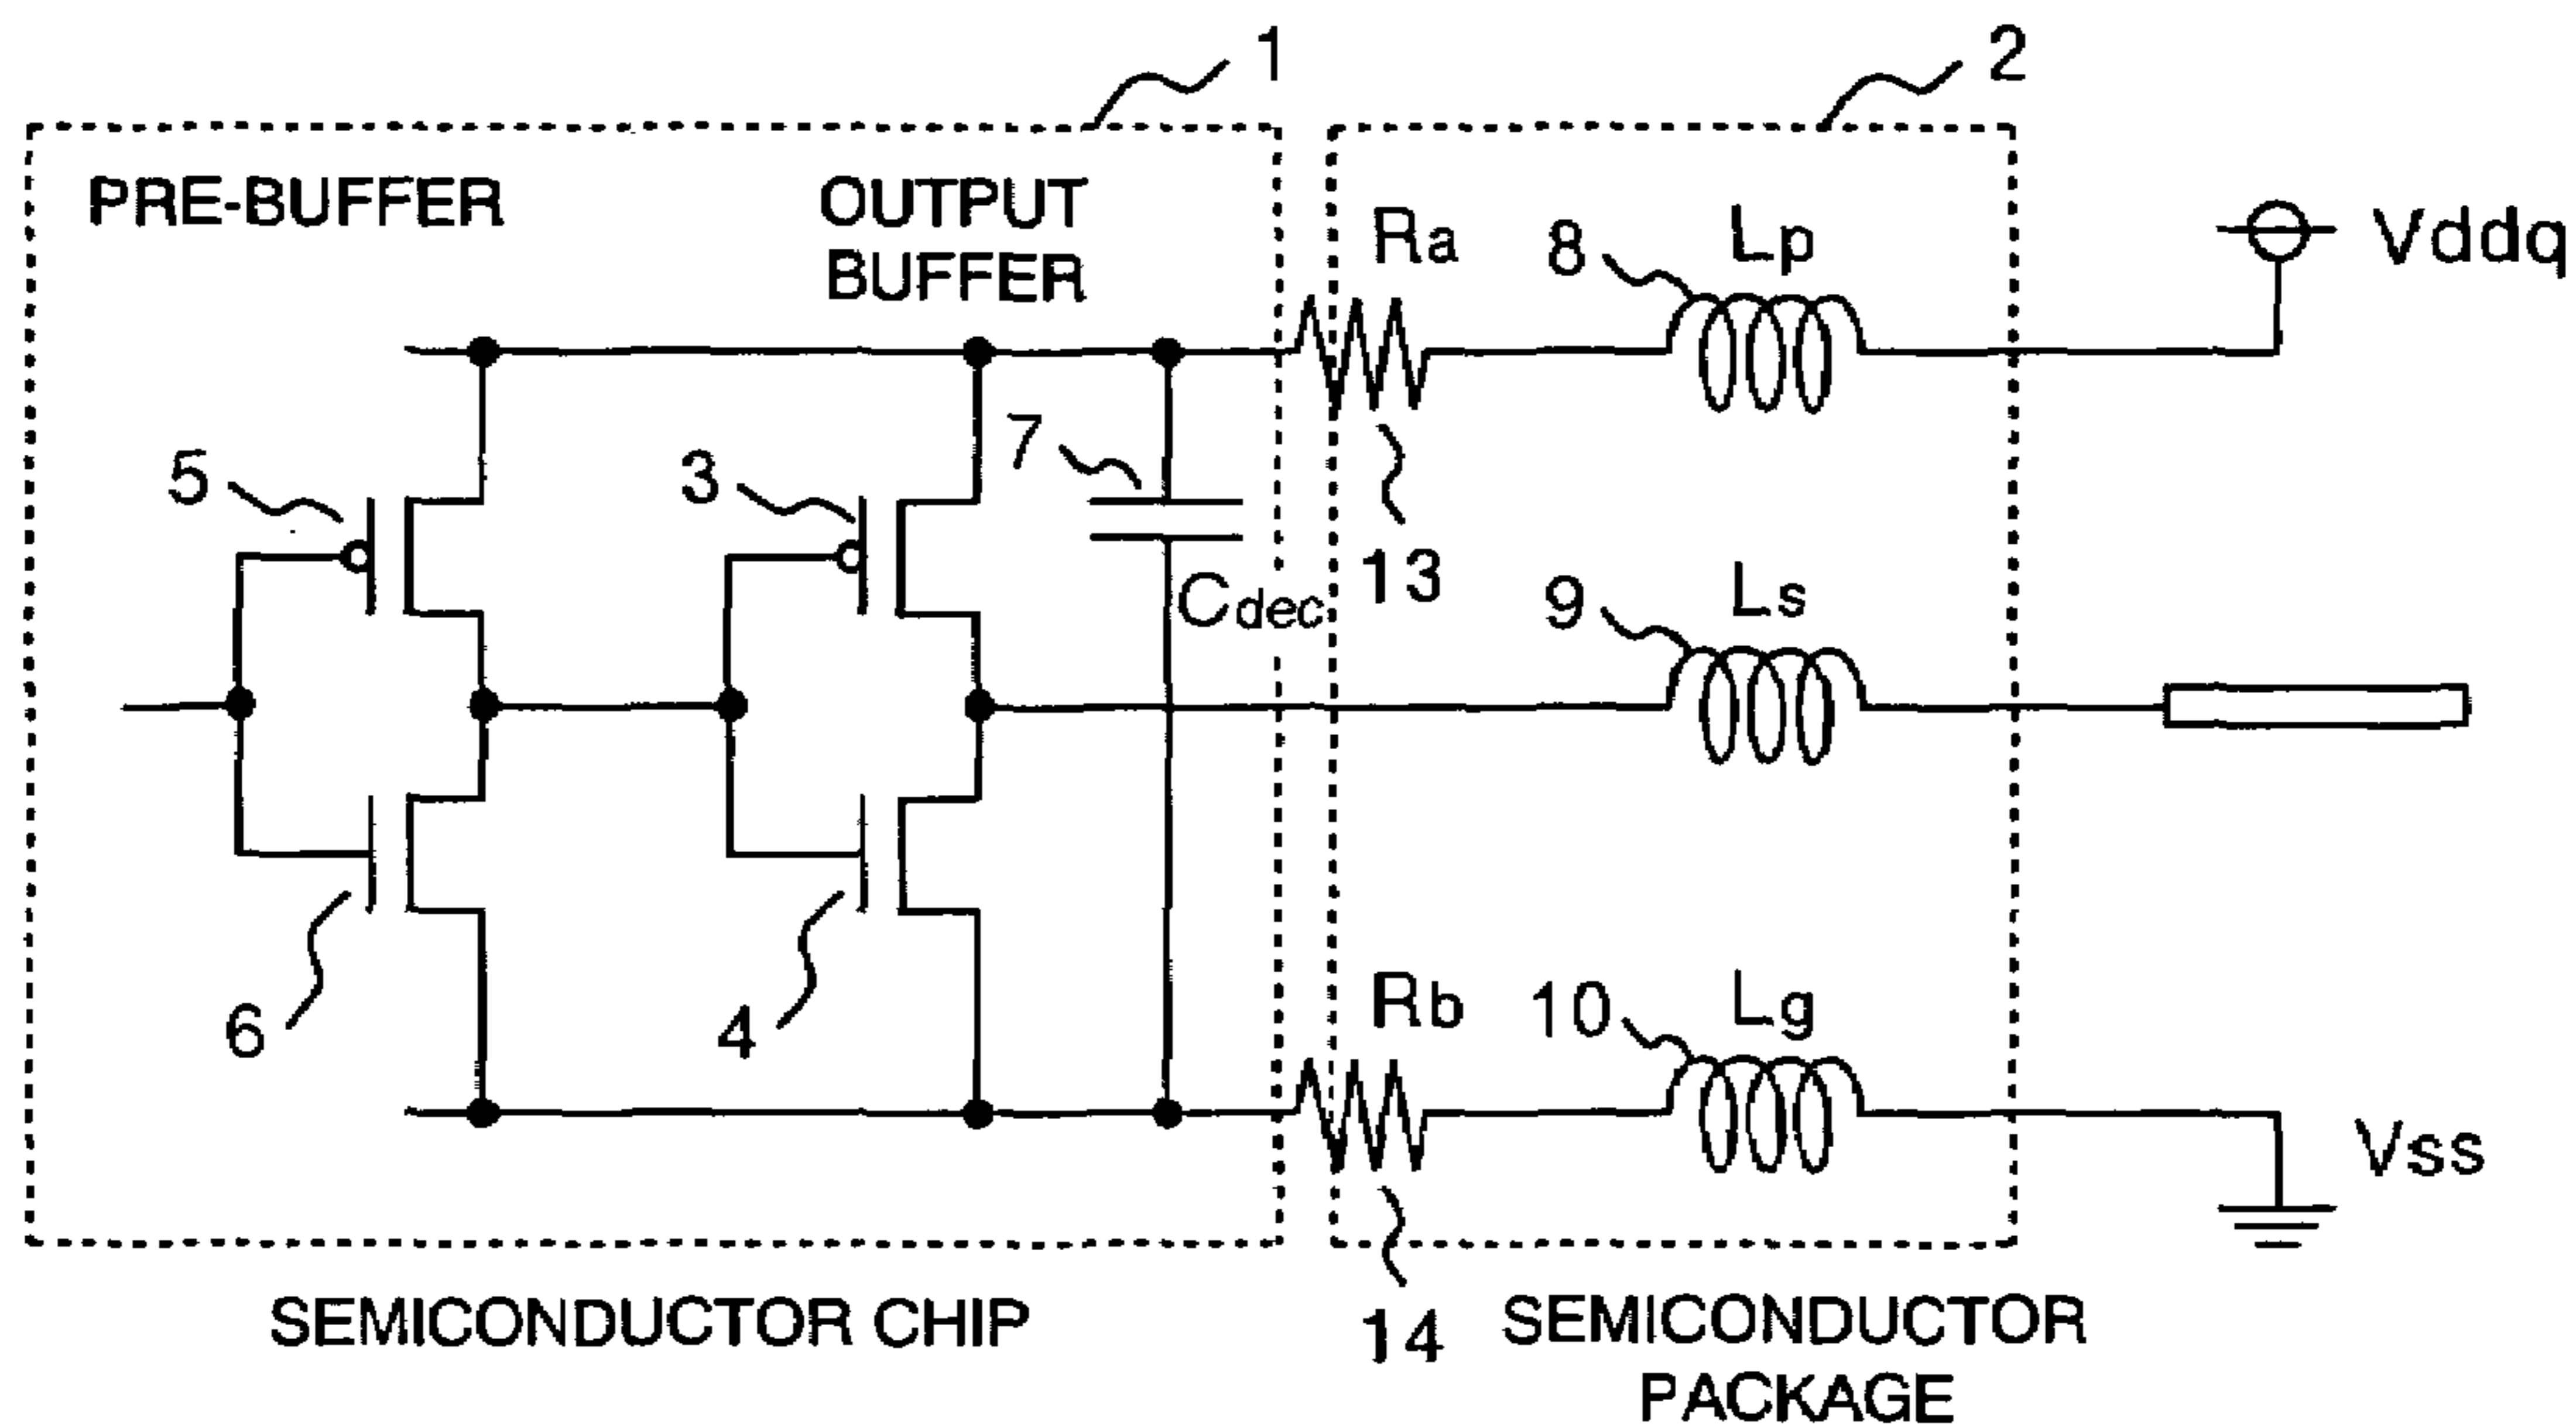 1
2
PRE-BUFFER
OUTPUT
BUFFER
Ra
8
Lp
Vddq
5
3
7
13
Cdec
9
Ls
6
4
Rb
10
Lg
Vss
14
SEMICONDUCTOR CHIP
SEMICONDUCTOR
PACKAGE